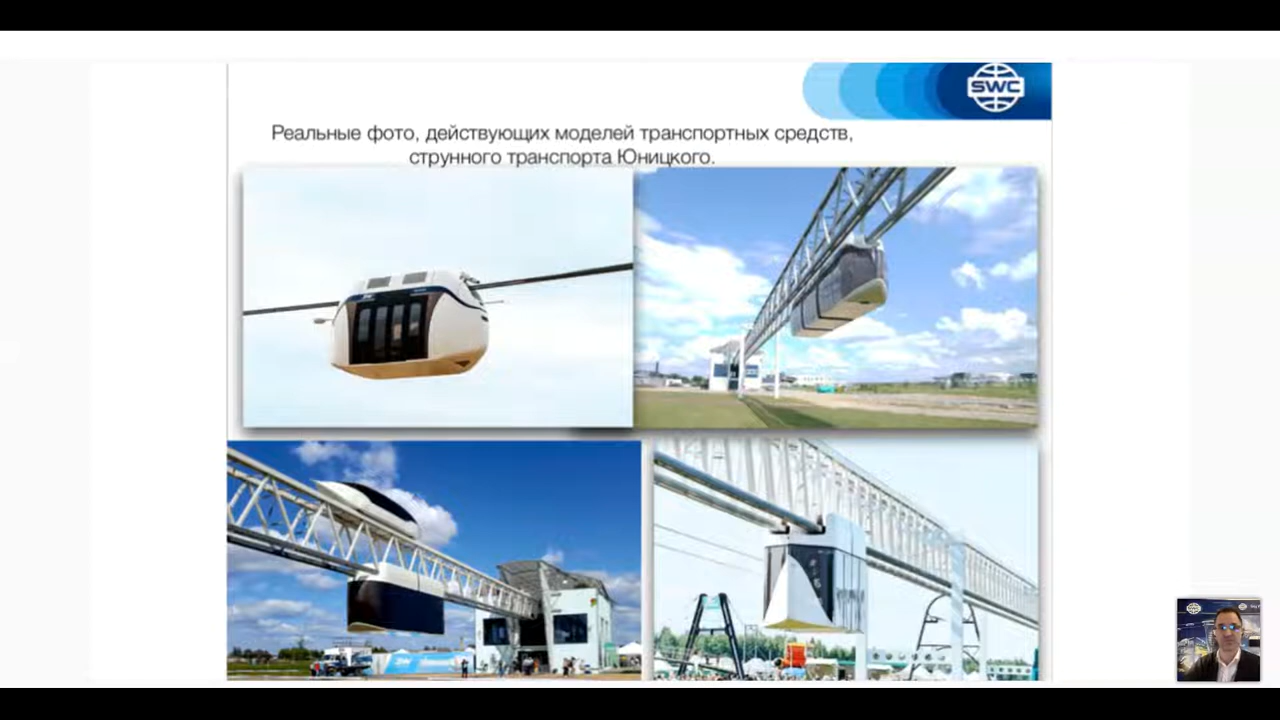 SWC
Реальные фото, действующих моделей транспортных средств,
струнного транспорта Юницкого.